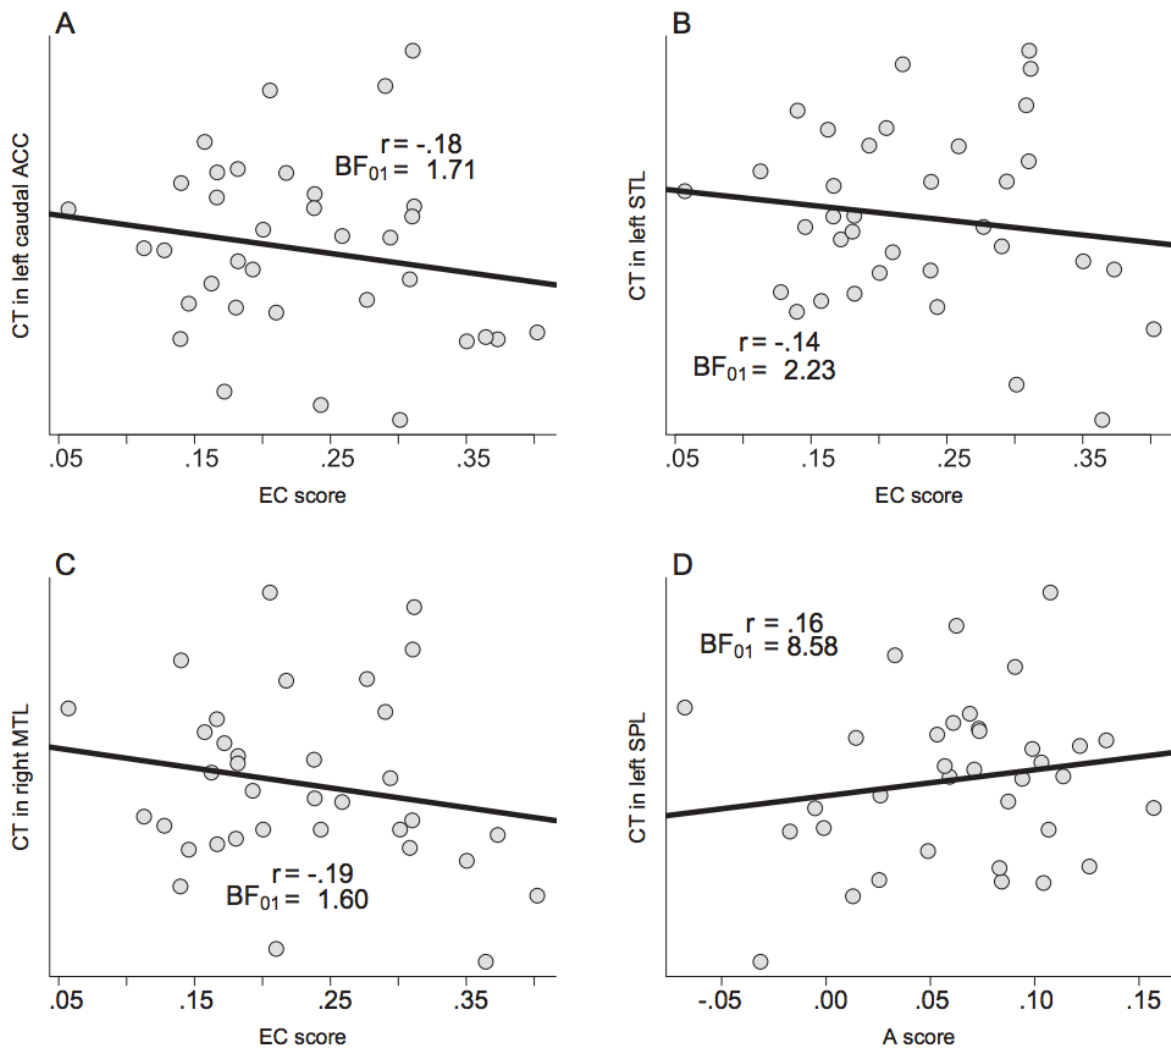 A
CT in left caudal ACC
r = -.18
BF01 = 1.71
.05 .15 .25 .35
EC score
B
CT in left STL
r = -.14
BF01 = 2.23
.05 .15 .25 .35
EC score
C
CT in right MTL
r = -.19
BF01 = 1.60
.05 .15 .25 .35
EC score
D
CT in left SPL
r = .16
BF01 = 8.58
-.05 .00 .05 .10 .15
A score